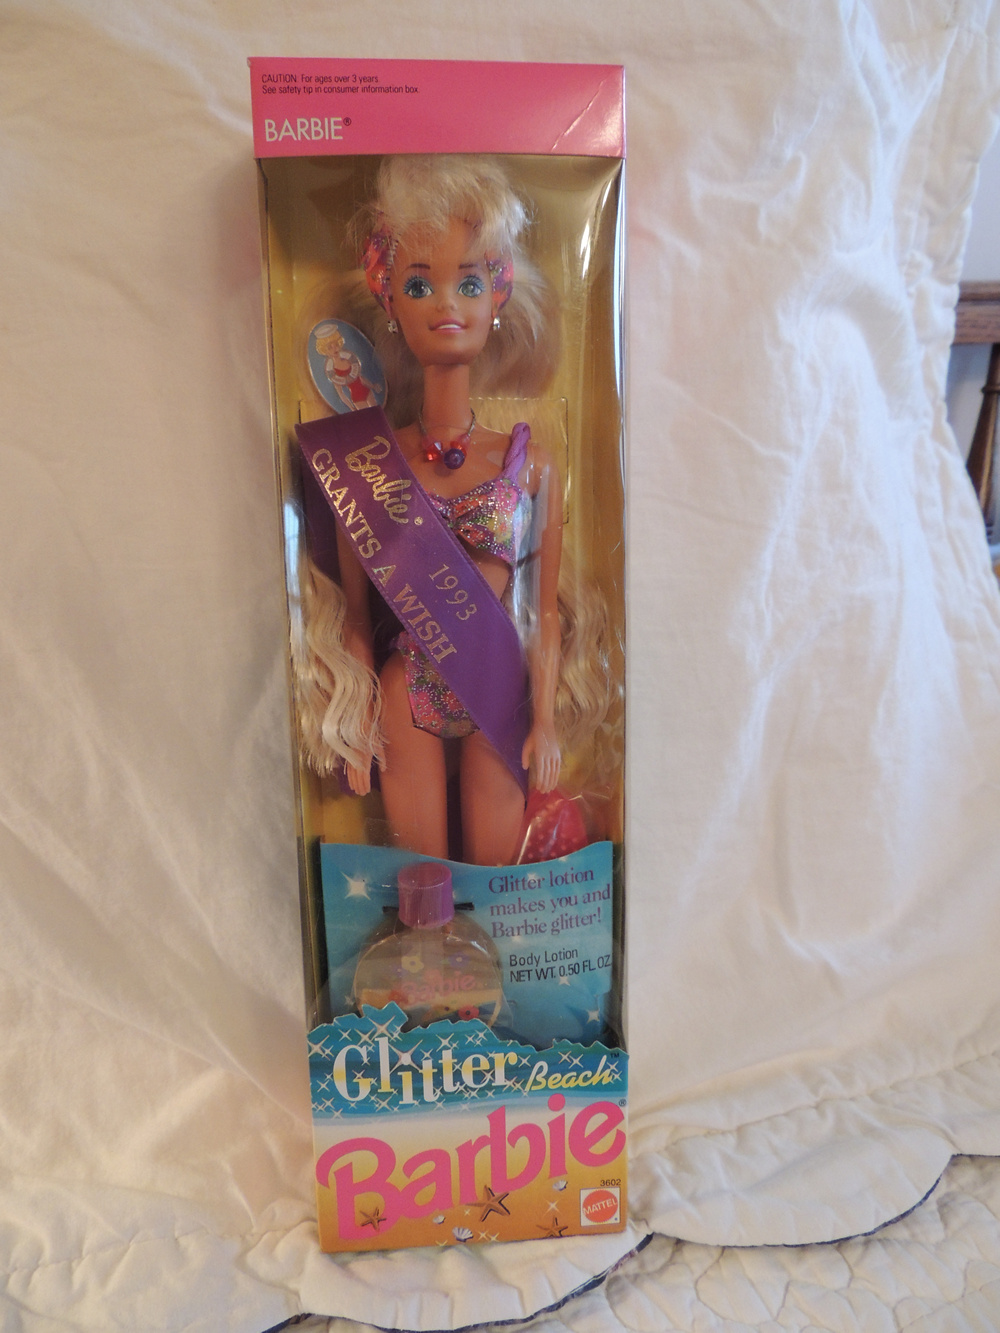 CAUTION: For ages over 3 years.
See safety tip in consumer information box.
BARBIE®
Barbie®
GRANTS A WISH
1993
Glitter lotion
makes you and
Barbie glitter!
Body Lotion
NET WT. 0.50 FL. OZ.
Barbie
Glitter Beach™
Barbie®
3602
MATTEL